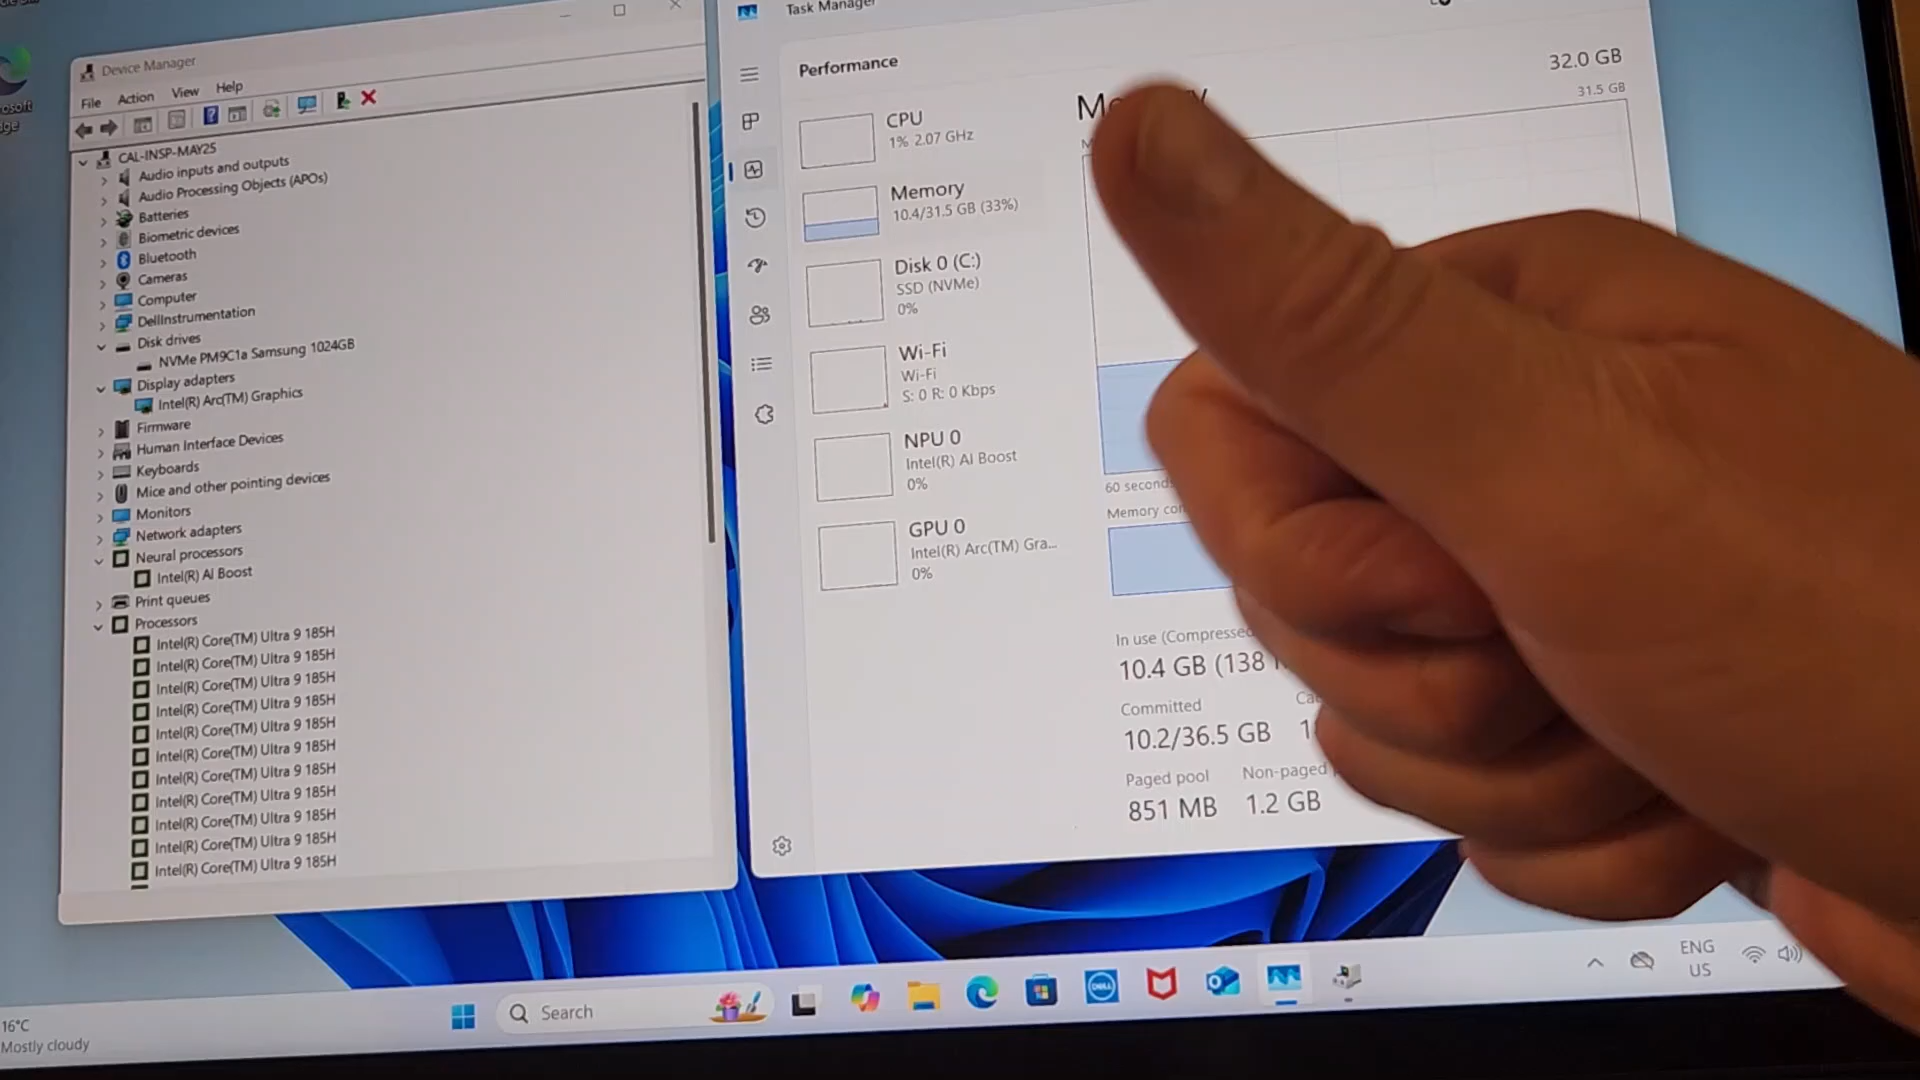 Device Manager
File Action View Help
CAL-INSP-MAY25
Audio inputs and outputs
Audio Processing Objects (APOs)
Batteries
Biometric devices
Bluetooth
Cameras
Computer
DellInstrumentation
Disk drives
NVMe PM9C1a Samsung 1024GB
Display adapters
Intel(R) Arc(TM) Graphics
Firmware
Human Interface Devices
Keyboards
Mice and other pointing devices
Monitors
Network adapters
Neural processors
Intel(R) AI Boost
Print queues
Processors
Intel(R) Core(TM) Ultra 9 185H
Intel(R) Core(TM) Ultra 9 185H
Intel(R) Core(TM) Ultra 9 185H
Intel(R) Core(TM) Ultra 9 185H
Intel(R) Core(TM) Ultra 9 185H
Intel(R) Core(TM) Ultra 9 185H
Intel(R) Core(TM) Ultra 9 185H
Intel(R) Core(TM) Ultra 9 185H
Intel(R) Core(TM) Ultra 9 185H
Intel(R) Core(TM) Ultra 9 185H
Intel(R) Core(TM) Ultra 9 185H
Task Manager
Performance
CPU
1% 2.07 GHz
Memory
10.4/31.5 GB (33%)
Disk 0 (C:)
SSD (NVMe)
0%
Wi-Fi
Wi-Fi
S: 0 R: 0 Kbps
NPU 0
Intel(R) AI Boost
0%
GPU 0
Intel(R) Arc(TM) Gra...
0%
32.0 GB
31.5 GB
60 seconds
Memory
In use (Compressed
10.4 GB (138
Committed
10.2/36.5 GB
Paged pool Non-paged
851 MB 1.2 GB
Search
DELL
ENG
US
16°C
Mostly cloudy